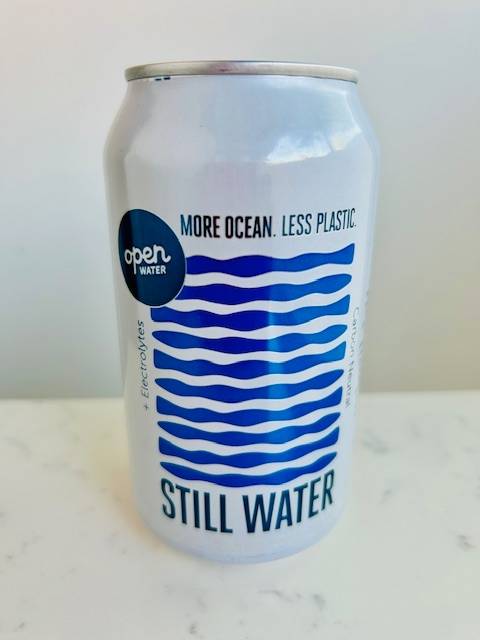 MORE OCEAN. LESS PLASTIC.
open
WATER
+ Electrolytes
Carbon Neutral
STILL WATER